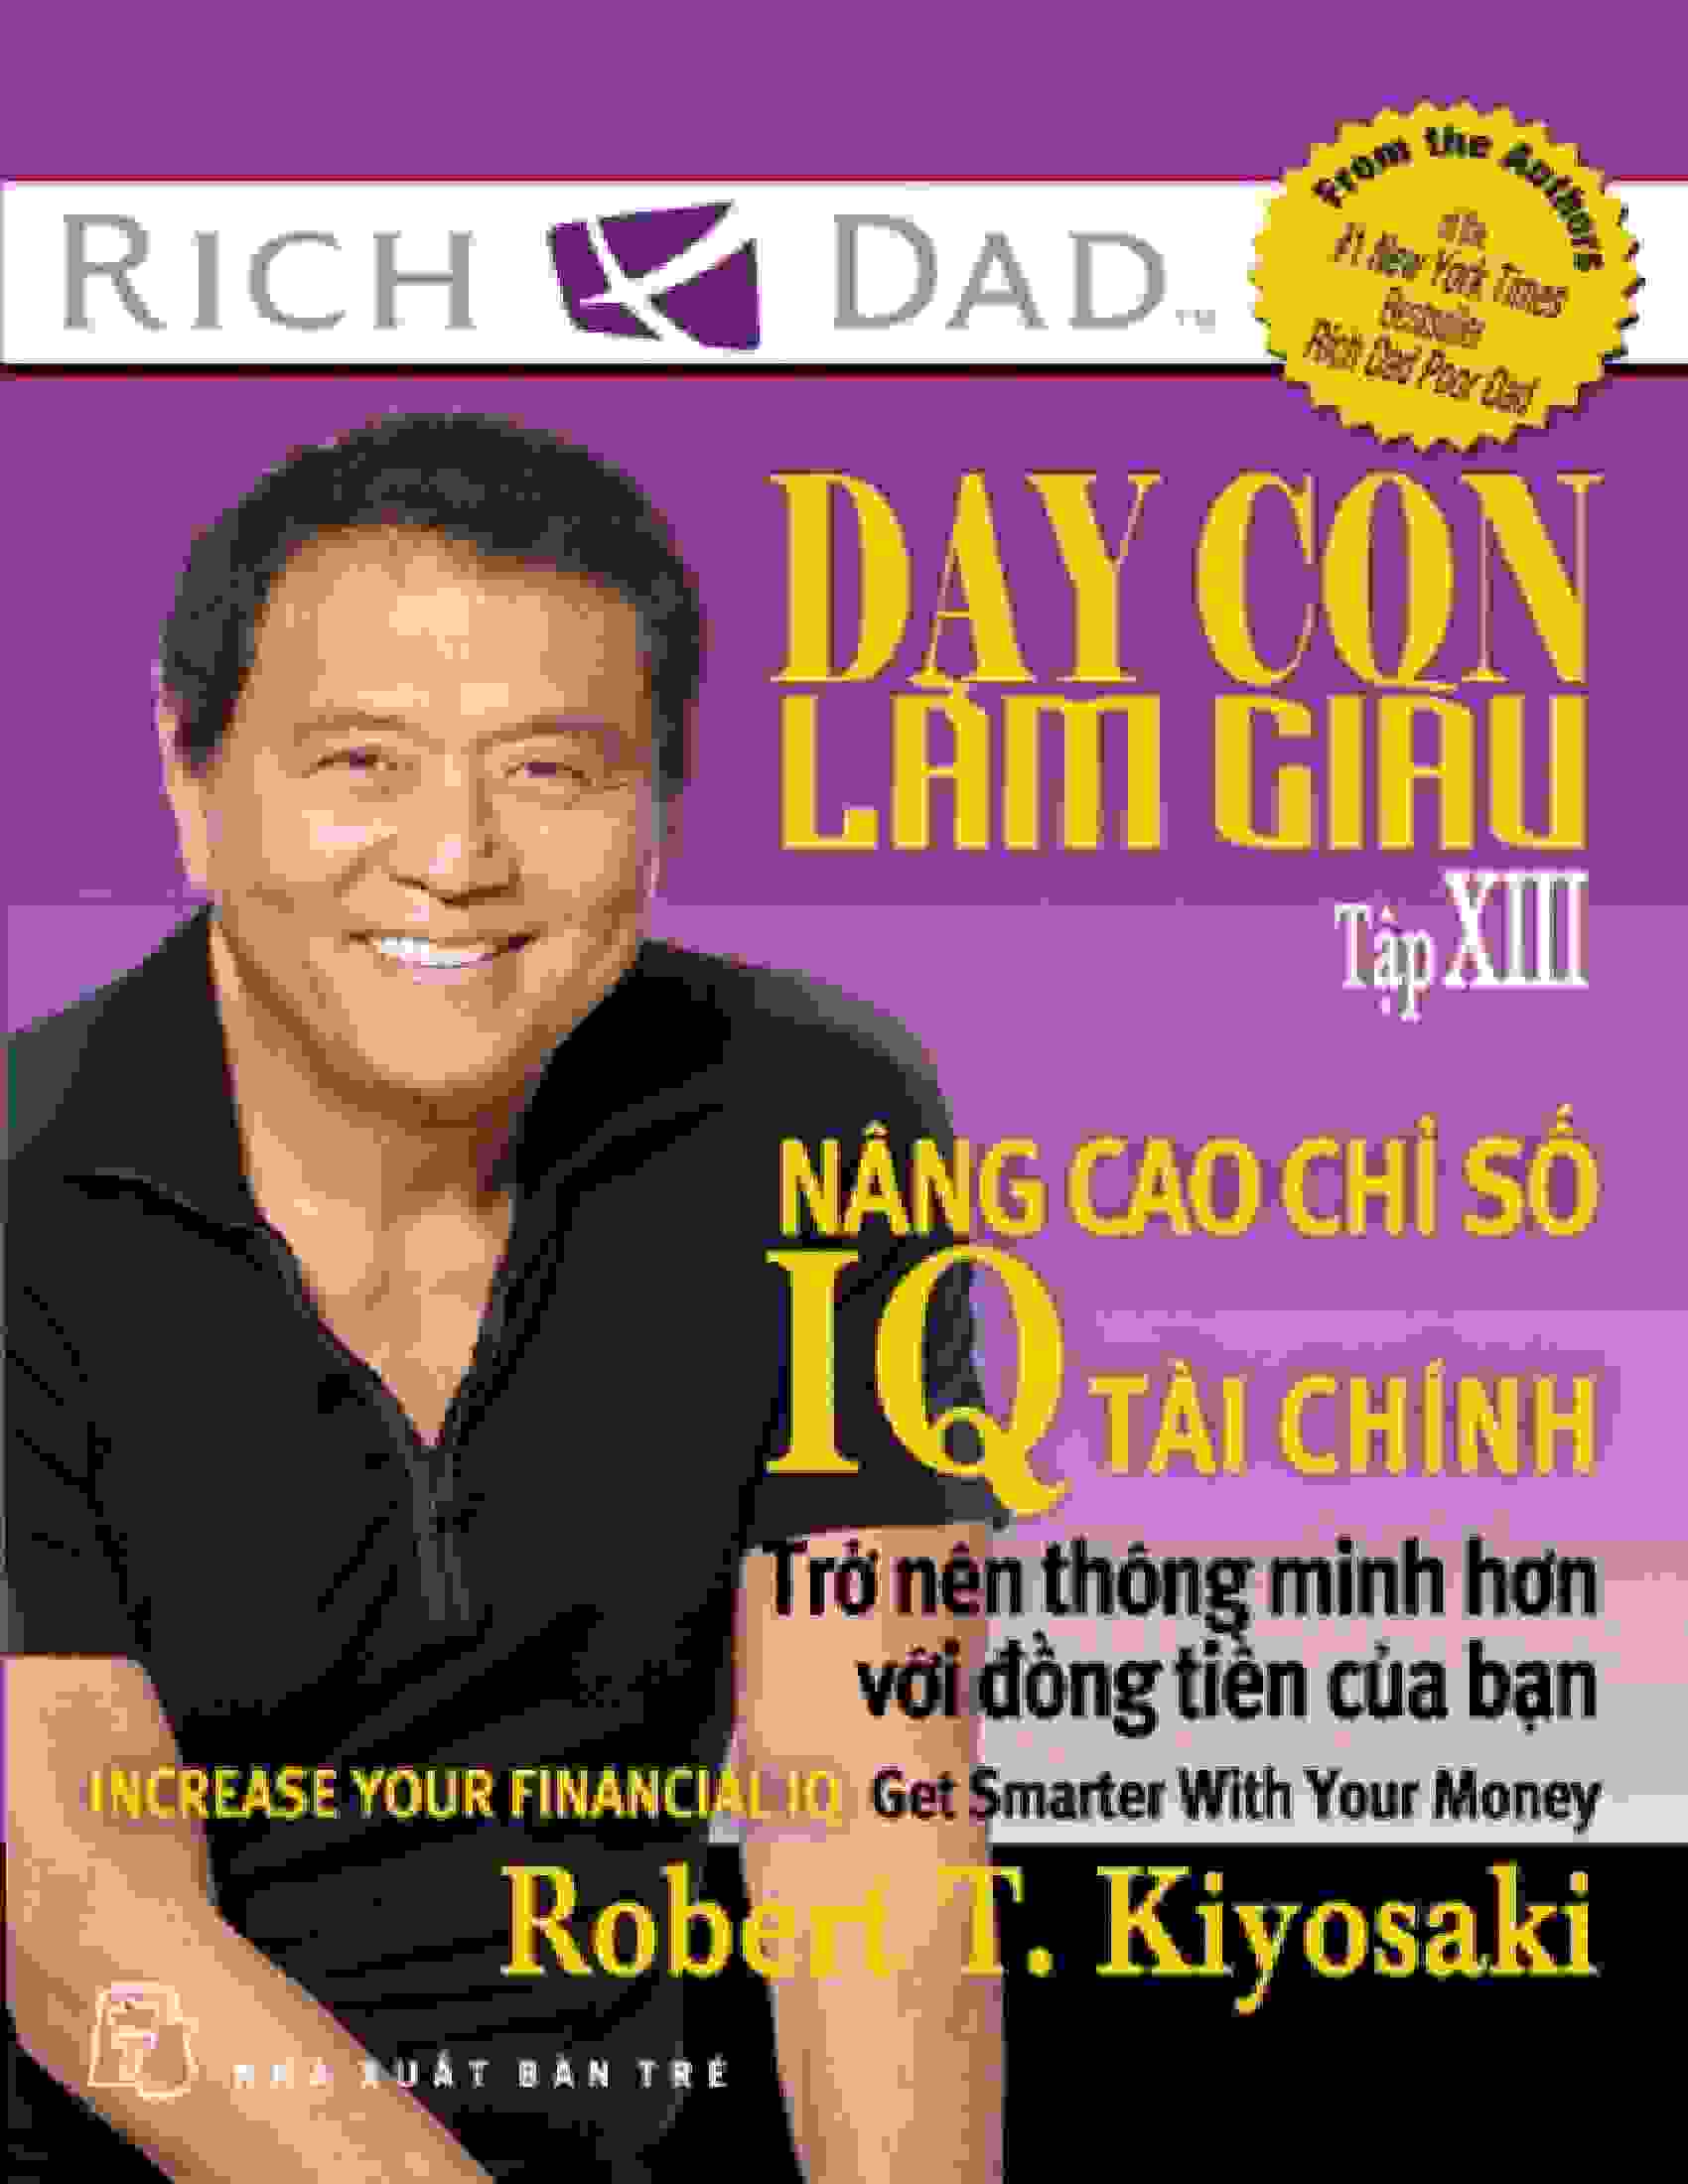 RICH DAD™
From the Authors
of the
#1 New York Times
Bestseller
Rich Dad Poor Dad
DẠY CON
LÀM GIÀU
Tập XIII
NÂNG CAO CHỈ SỐ
IQ TÀI CHÍNH
Trở nên thông minh hơn
với đồng tiền của bạn
INCREASE YOUR FINANCIAL IQ Get Smarter With Your Money
Robert T. Kiyosaki
NHÀ XUẤT BẢN TRẺ